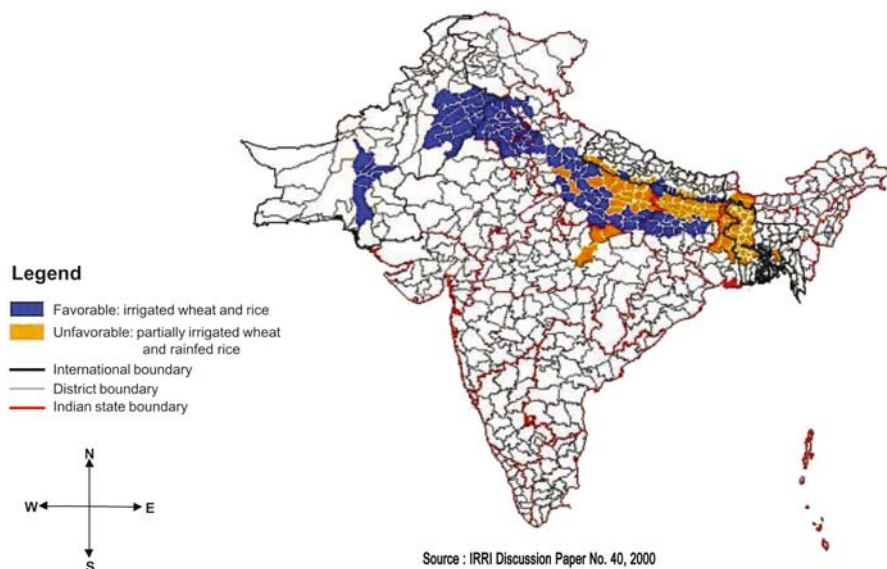 Legend
Favorable: irrigated wheat and rice
Unfavorable: partially irrigated wheat
and rainfed rice
International boundary
District boundary
Indian state boundary
N
W
E
S
Source : IRRI Discussion Paper No. 40, 2000